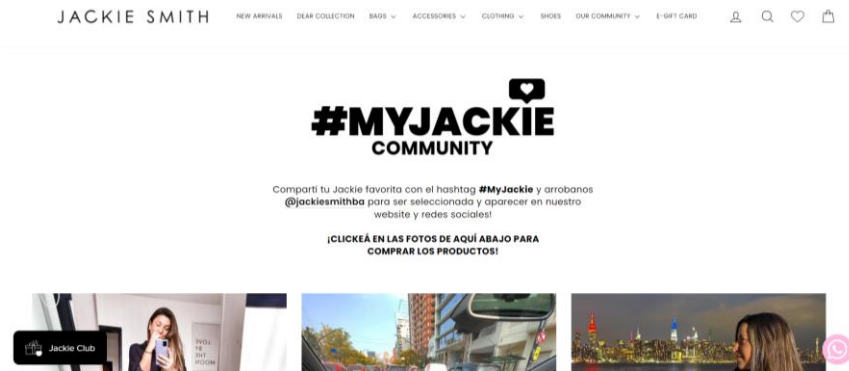 JACKIE SMITH
NEW ARRIVALS DEAR COLLECTION BAGS ACCESSORIES CLOTHING SHOES OUR COMMUNITY E-GIFT CARD
#MYJACKIE
COMMUNITY
Compartí tu Jackie favorita con el hashtag #MyJackie y arrobanos
@jackiesmithba para ser seleccionada y aparecer en nuestro
website y redes sociales!
¡CLICKEÁ EN LAS FOTOS DE AQUÍ ABAJO PARA
COMPRAR LOS PRODUCTOS!
Jackie Club